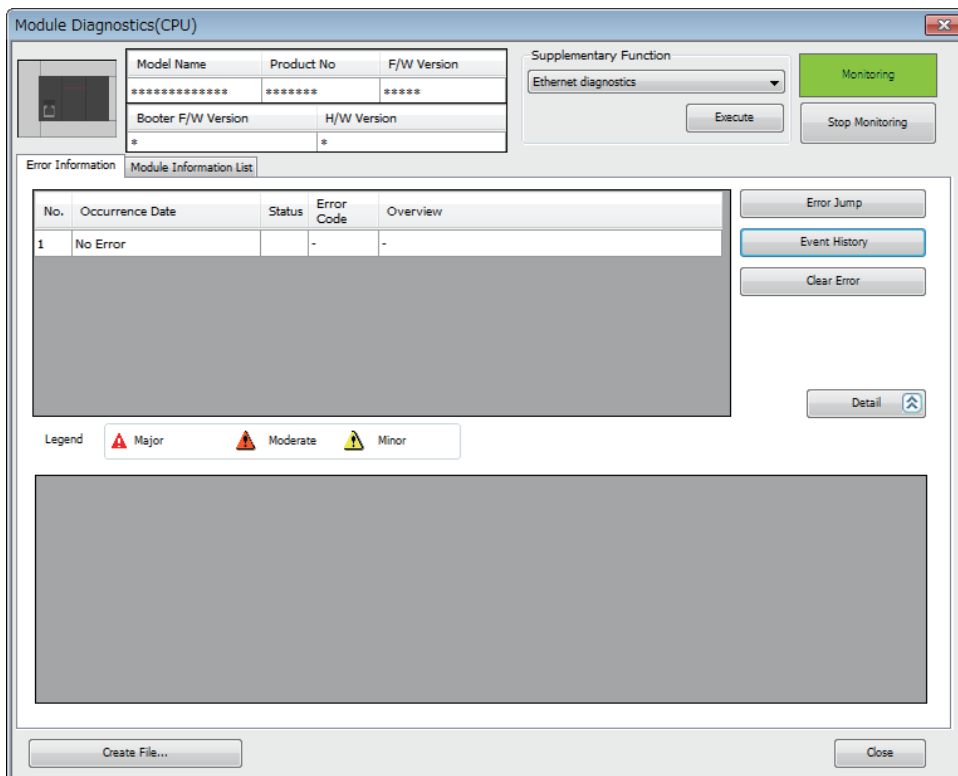 Module Diagnostics(CPU)
Model Name Product No F/W Version
************* ******* *****
Booter F/W Version H/W Version
* *
Supplementary Function
Ethernet diagnostics
Execute
Monitoring
Stop Monitoring
Error Information Module Information List
No. Occurrence Date Status Error Code Overview
1 No Error - -
Error Jump
Event History
Clear Error
Detail
Legend Major Moderate Minor
Create File... Close